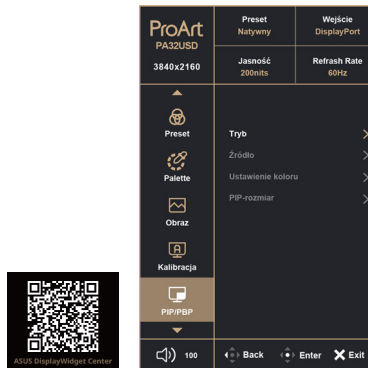 ProArt
PA32USD
3840x2160
Preset
Natywny
Wejście
DisplayPort
Jasność
200nits
Refresh Rate
60Hz
Preset
Palette
Obraz
Kalibracja
PIP/PBP
Tryb
Źródło
Ustawienie koloru
PIP-rozmiar
100
Back
Enter
Exit
ASUS DisplayWidget Center